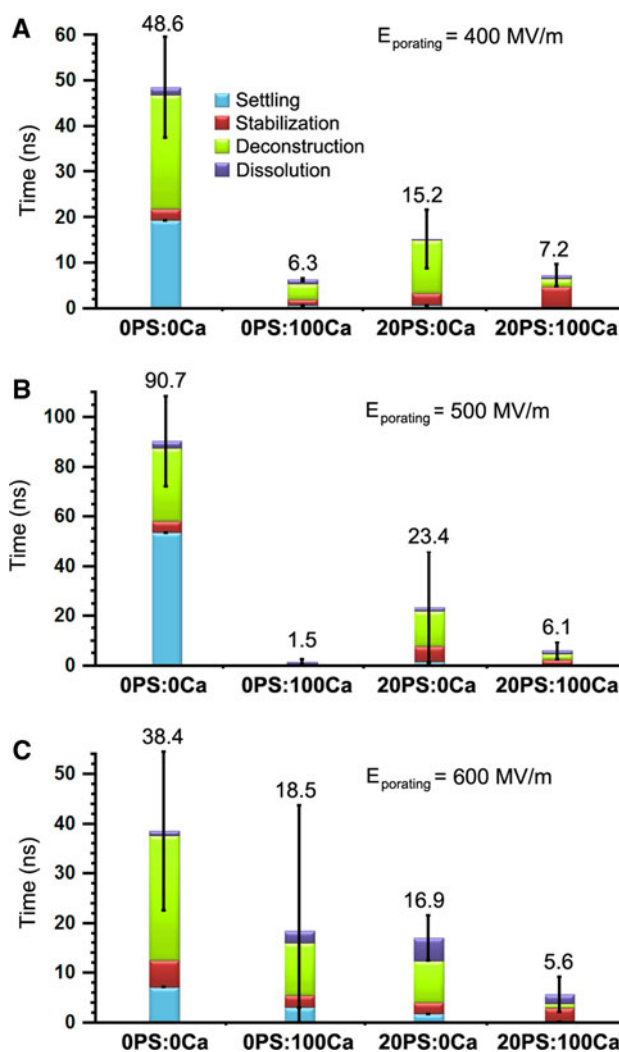 A
E_porating = 400 MV/m
Time (ns)
60
50
40
30
20
10
0
48.6
6.3
15.2
7.2
Settling
Stabilization
Deconstruction
Dissolution
0PS:0Ca 0PS:100Ca 20PS:0Ca 20PS:100Ca
B
E_porating = 500 MV/m
Time (ns)
100
80
60
40
20
0
90.7
1.5
23.4
6.1
0PS:0Ca 0PS:100Ca 20PS:0Ca 20PS:100Ca
C
E_porating = 600 MV/m
Time (ns)
50
40
30
20
10
0
38.4
18.5
16.9
5.6
0PS:0Ca 0PS:100Ca 20PS:0Ca 20PS:100Ca